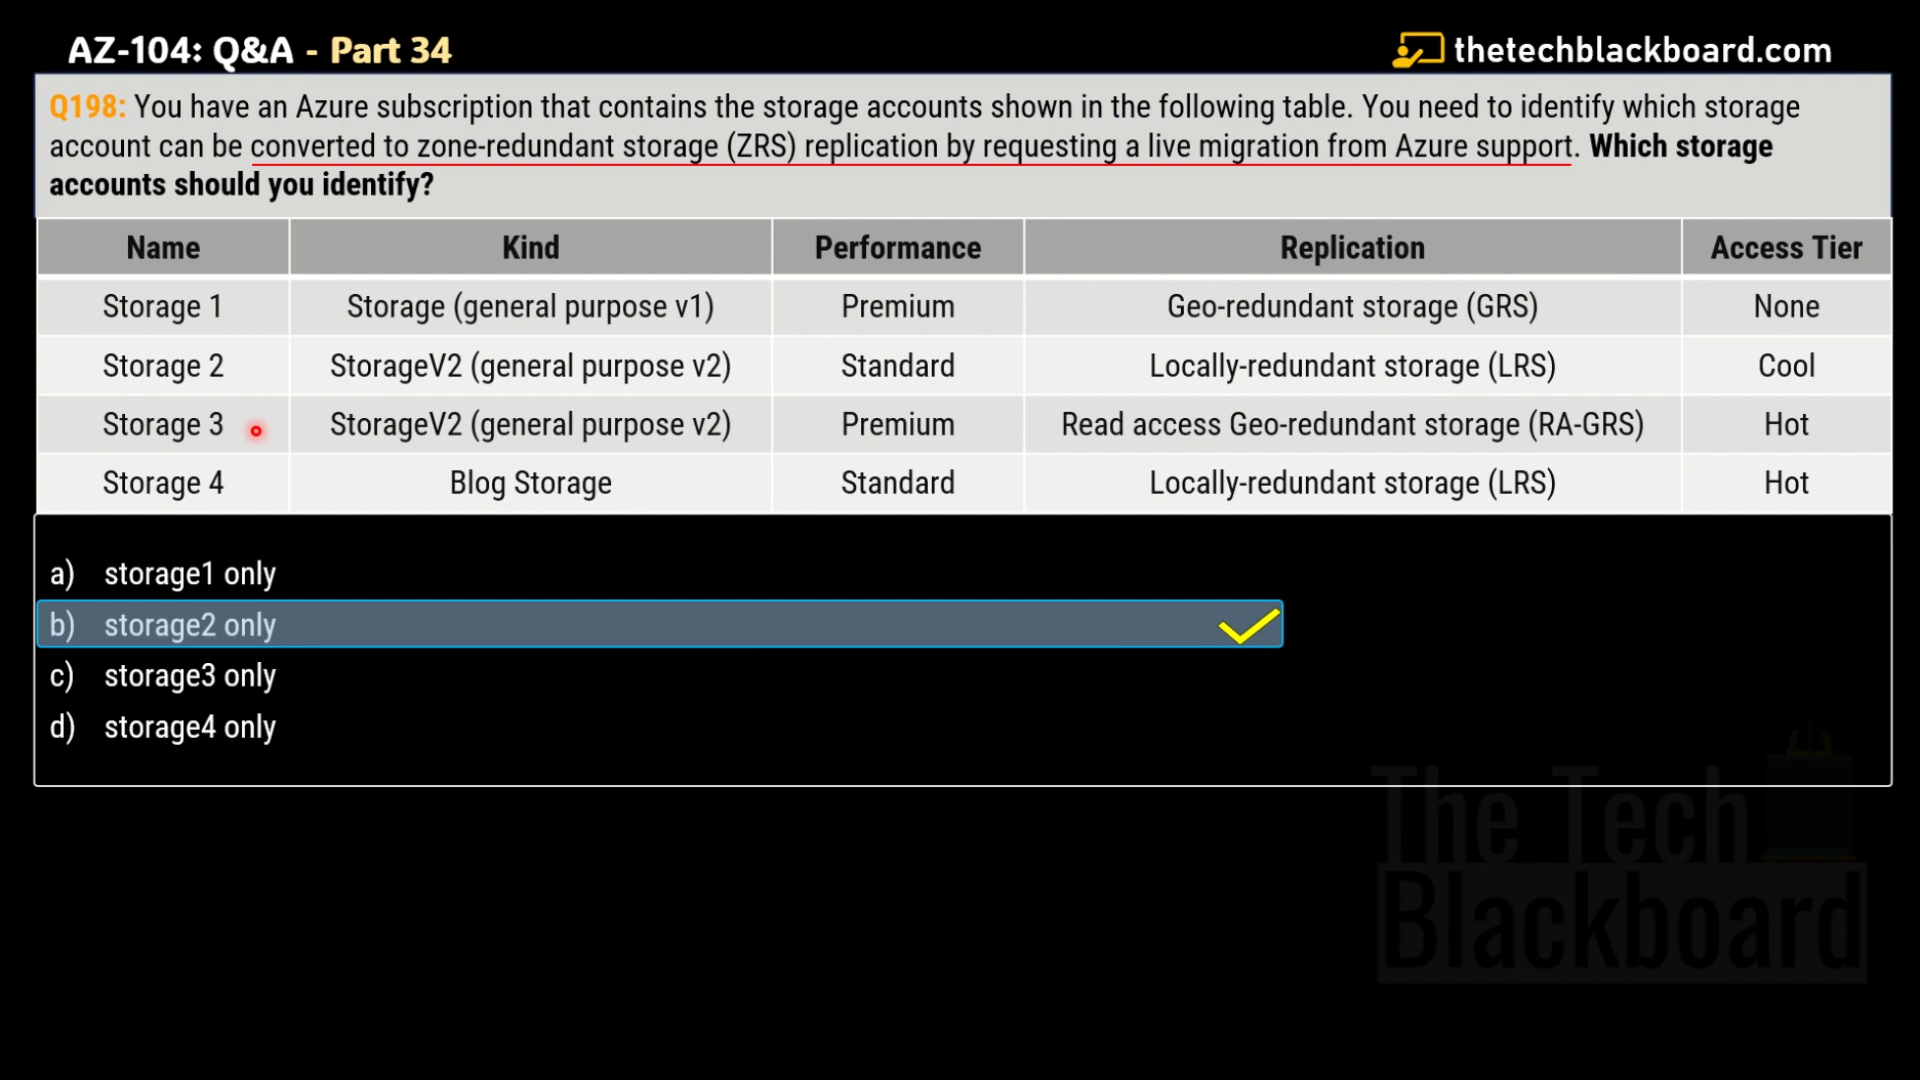 AZ-104: Q&A - Part 34
thetechblackboard.com
Q198: You have an Azure subscription that contains the storage accounts shown in the following table. You need to identify which storage
account can be converted to zone-redundant storage (ZRS) replication by requesting a live migration from Azure support. Which storage
accounts should you identify?
Name Kind Performance Replication Access Tier
Storage 1 Storage (general purpose v1) Premium Geo-redundant storage (GRS) None
Storage 2 StorageV2 (general purpose v2) Standard Locally-redundant storage (LRS) Cool
Storage 3 StorageV2 (general purpose v2) Premium Read access Geo-redundant storage (RA-GRS) Hot
Storage 4 Blog Storage Standard Locally-redundant storage (LRS) Hot
a) storage1 only
b) storage2 only
c) storage3 only
d) storage4 only
The Tech
Blackboard